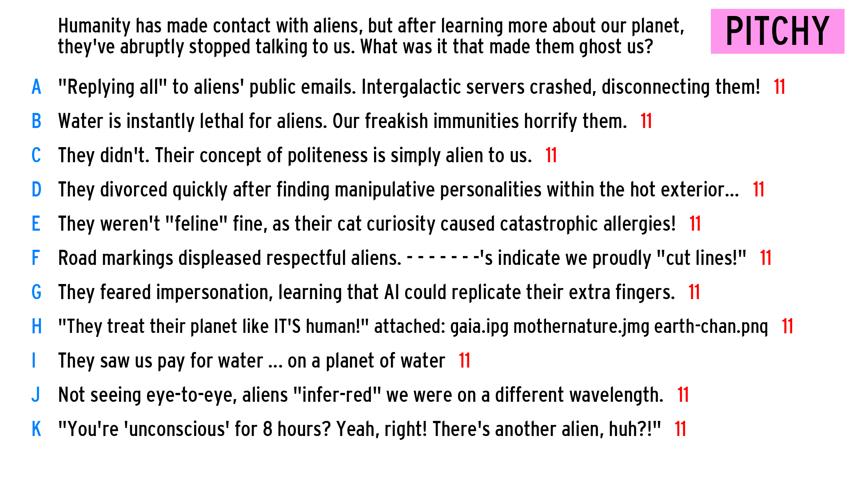 Humanity has made contact with aliens, but after learning more about our planet,
they've abruptly stopped talking to us. What was it that made them ghost us?
PITCHY
A "Replying all" to aliens' public emails. Intergalactic servers crashed, disconnecting them! 11
B Water is instantly lethal for aliens. Our freakish immunities horrify them. 11
C They didn't. Their concept of politeness is simply alien to us. 11
D They divorced quickly after finding manipulative personalities within the hot exterior... 11
E They weren't "feline" fine, as their cat curiosity caused catastrophic allergies! 11
F Road markings displeased respectful aliens. - - - - - - -'s indicate we proudly "cut lines!" 11
G They feared impersonation, learning that AI could replicate their extra fingers. 11
H "They treat their planet like IT'S human!" attached: gaia.ipg mothernature.jmg earth-chan.pnq 11
I They saw us pay for water ... on a planet of water 11
J Not seeing eye-to-eye, aliens "infer-red" we were on a different wavelength. 11
K "You're 'unconscious' for 8 hours? Yeah, right! There's another alien, huh?!" 11